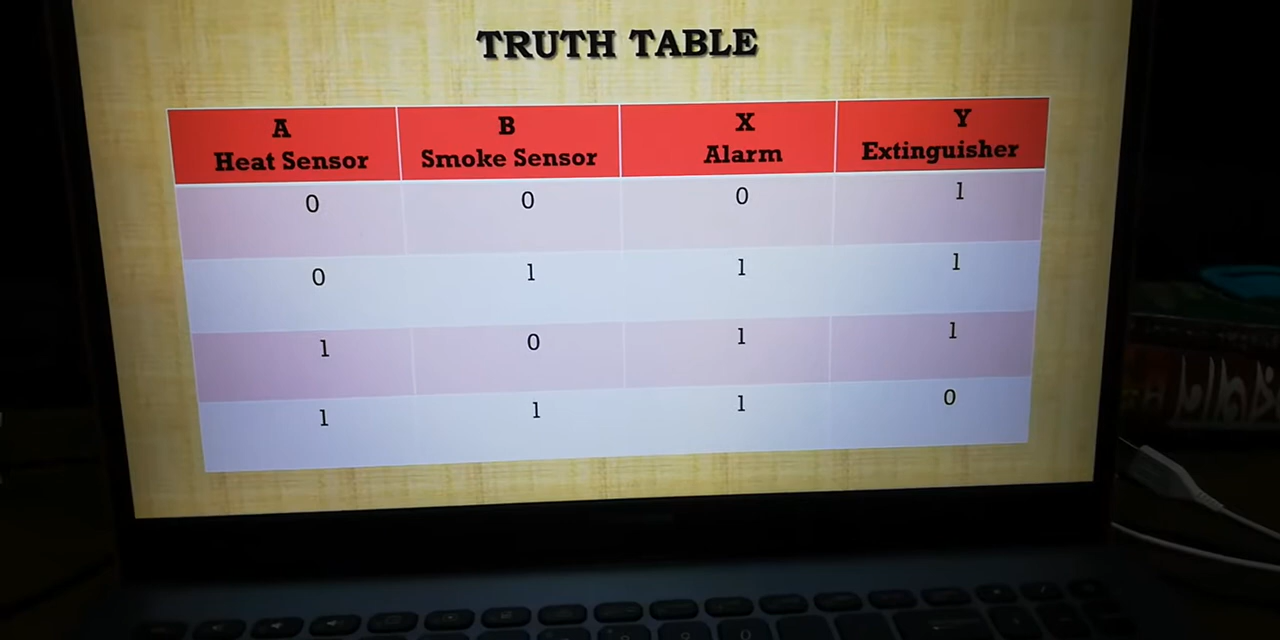 TRUTH TABLE
A B X Y
Heat Sensor Smoke Sensor Alarm Extinguisher
0 0 0 1
0 1 1 1
1 0 1 1
1 1 1 0